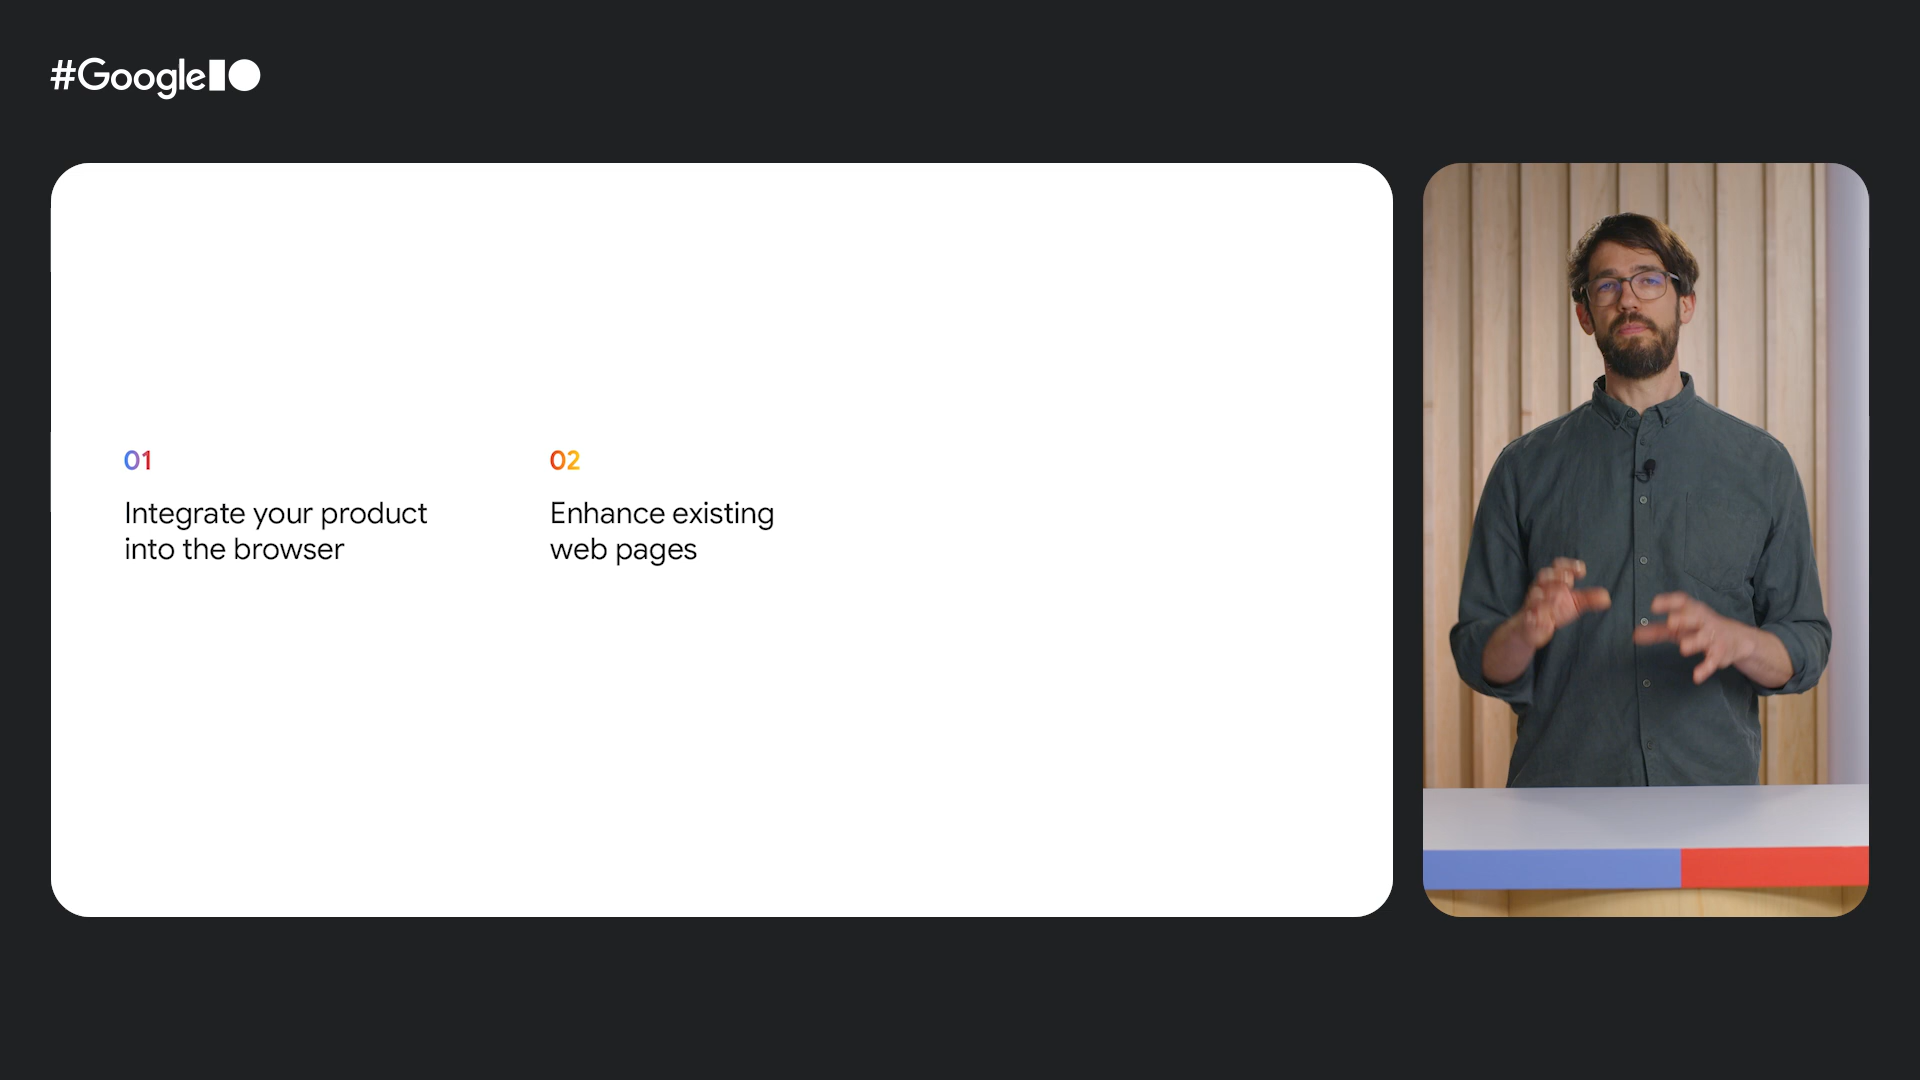 #GoogleIO
01
Integrate your product
into the browser
02
Enhance existing
web pages